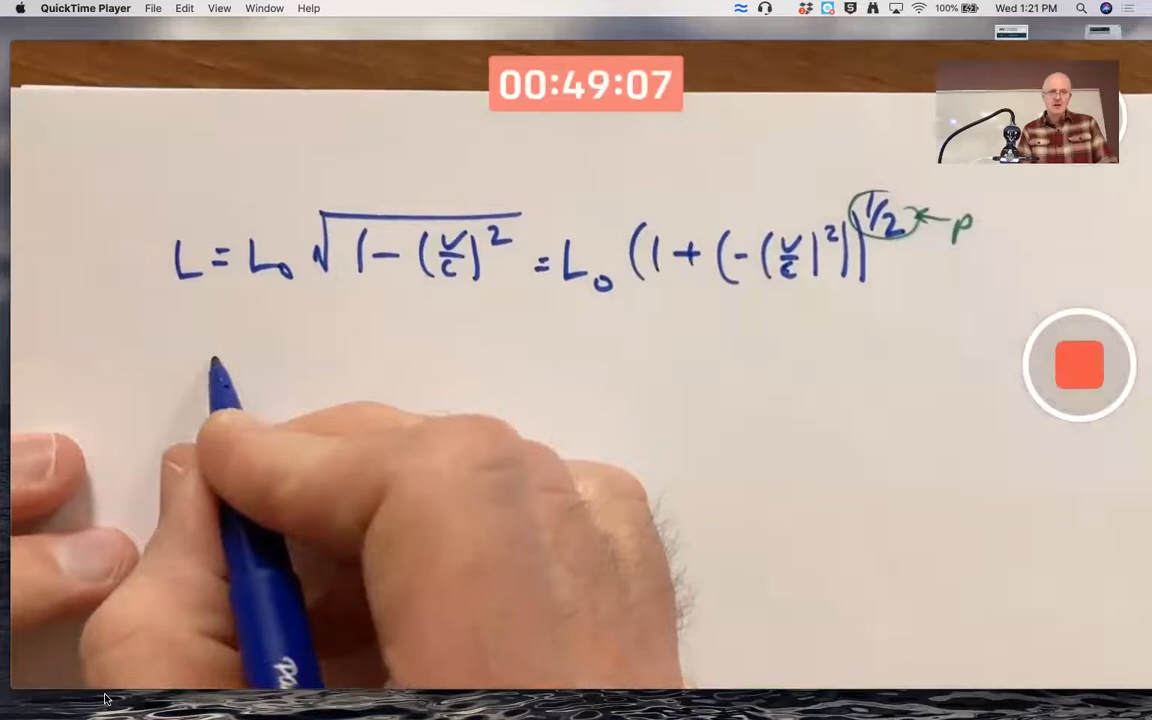 QuickTime Player File Edit View Window Help 100% Wed 1:21 PM
00:49:07
L = L₀ √(1 - (v/c)²) = L₀ (1 + (-(v/c)²))^(1/2) ← p